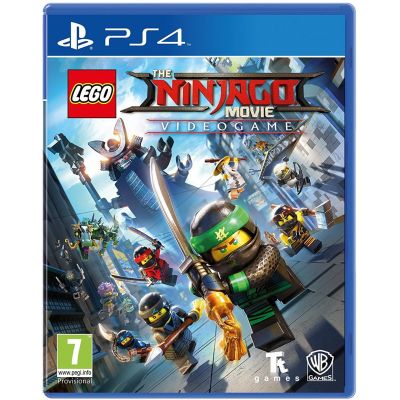 PS4
LEGO
THE
NINJAGO
MOVIE
VIDEOGAME
7
www.pegi.info
Provisional
TT
games
WB
GAMES